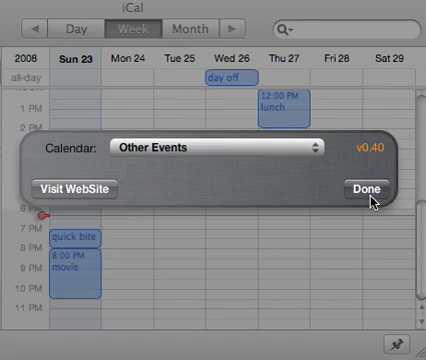 iCal
Day Week Month
2008 Sun 23 Mon 24 Tue 25 Wed 26 Thu 27 Fri 28 Sat 29
all-day
day off
12:00 PM
lunch
1 PM
2 PM
Calendar: Other Events v0.40
Visit WebSite Done
7 PM
quick bite
8 PM
8:00 PM
movie
9 PM
10 PM
11 PM